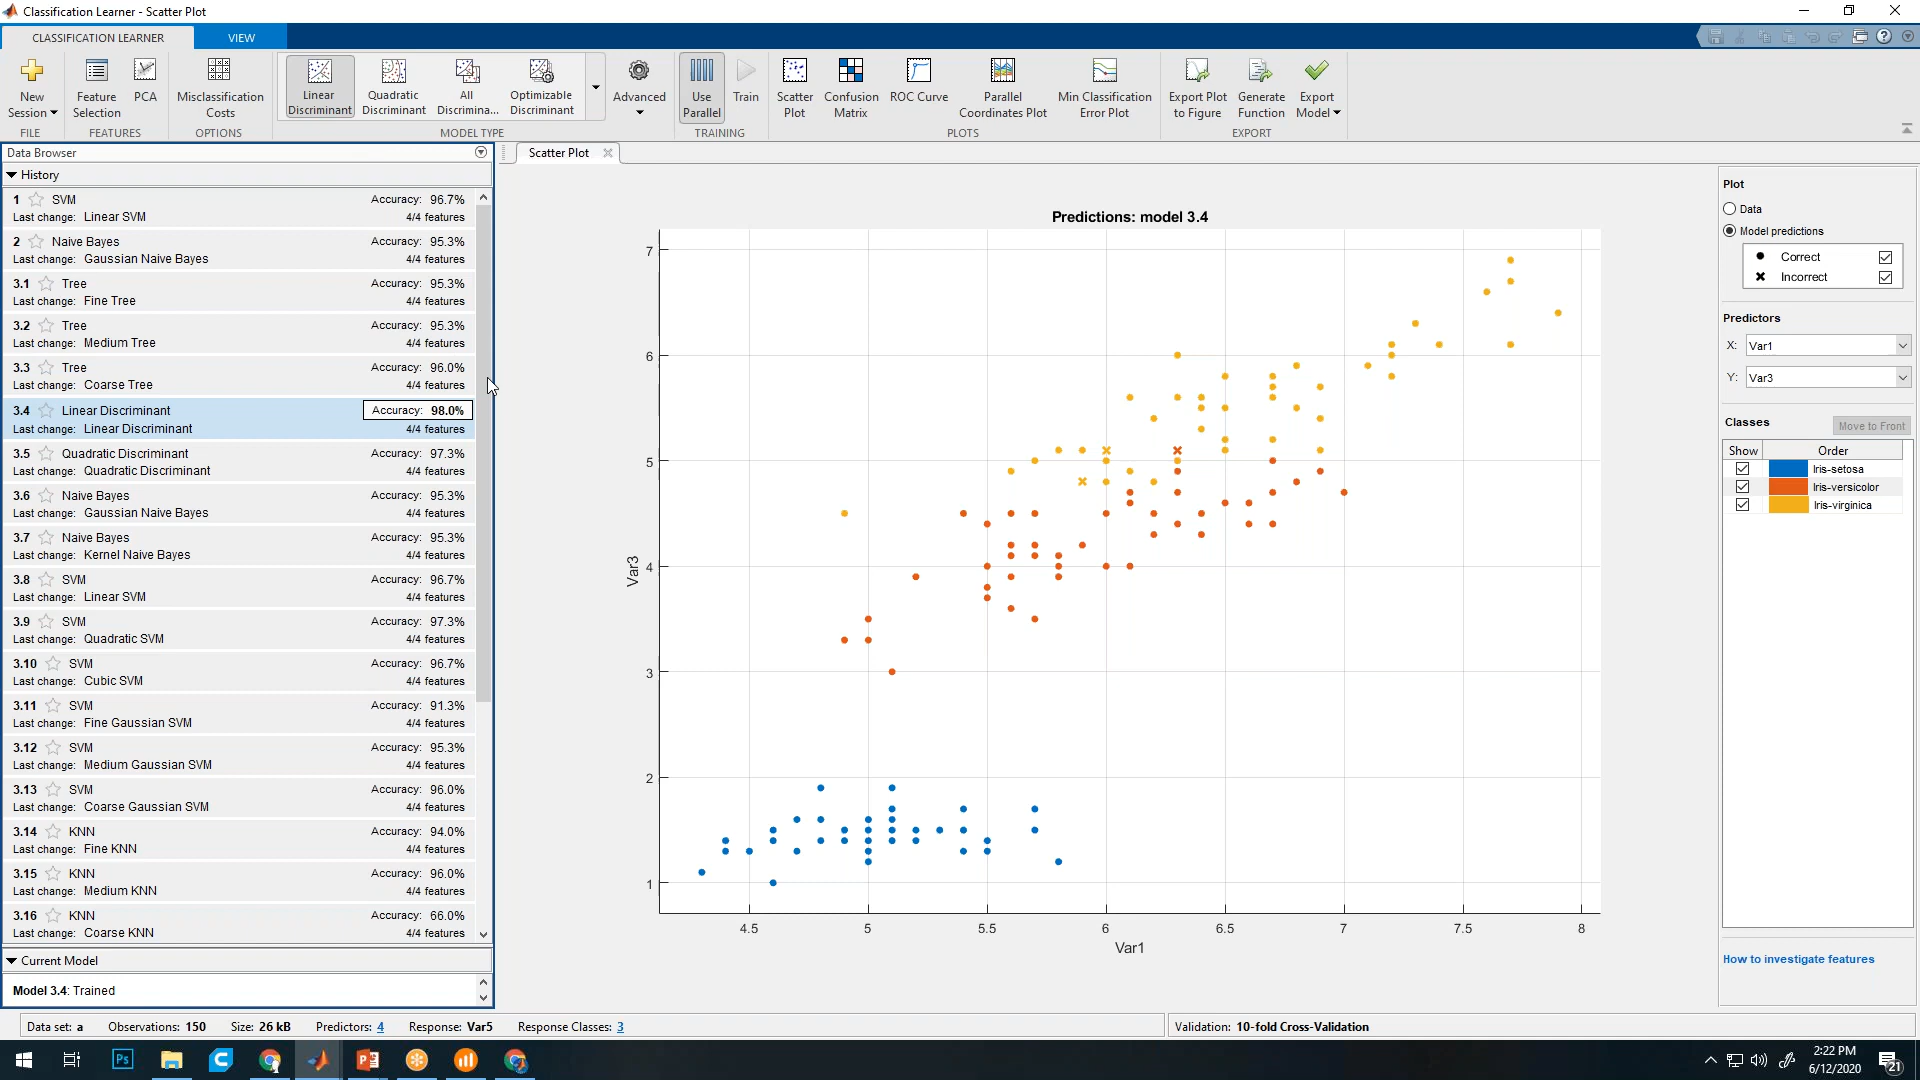 Classification Learner - Scatter Plot
CLASSIFICATION LEARNER VIEW
New Session
Feature Selection
PCA
Misclassification Costs
Linear Discriminant
Quadratic Discriminant
All Discrimina...
Optimizable Discriminant
Advanced
Use Parallel
Train
Scatter Plot
Confusion Matrix
ROC Curve
Parallel Coordinates Plot
Min Classification Error Plot
Export Plot to Figure
Generate Function
Export Model
FILE FEATURES OPTIONS MODEL TYPE TRAINING PLOTS EXPORT
Data Browser
History
1 SVM Accuracy: 96.7%
Last change: Linear SVM 4/4 features
2 Naive Bayes Accuracy: 95.3%
Last change: Gaussian Naive Bayes 4/4 features
3.1 Tree Accuracy: 95.3%
Last change: Fine Tree 4/4 features
3.2 Tree Accuracy: 95.3%
Last change: Medium Tree 4/4 features
3.3 Tree Accuracy: 96.0%
Last change: Coarse Tree 4/4 features
3.4 Linear Discriminant Accuracy: 98.0%
Last change: Linear Discriminant 4/4 features
3.5 Quadratic Discriminant Accuracy: 97.3%
Last change: Quadratic Discriminant 4/4 features
3.6 Naive Bayes Accuracy: 95.3%
Last change: Gaussian Naive Bayes 4/4 features
3.7 Naive Bayes Accuracy: 95.3%
Last change: Kernel Naive Bayes 4/4 features
3.8 SVM Accuracy: 96.7%
Last change: Linear SVM 4/4 features
3.9 SVM Accuracy: 97.3%
Last change: Quadratic SVM 4/4 features
3.10 SVM Accuracy: 96.7%
Last change: Cubic SVM 4/4 features
3.11 SVM Accuracy: 91.3%
Last change: Fine Gaussian SVM 4/4 features
3.12 SVM Accuracy: 95.3%
Last change: Medium Gaussian SVM 4/4 features
3.13 SVM Accuracy: 96.0%
Last change: Coarse Gaussian SVM 4/4 features
3.14 KNN Accuracy: 94.0%
Last change: Fine KNN 4/4 features
3.15 KNN Accuracy: 96.0%
Last change: Medium KNN 4/4 features
3.16 KNN Accuracy: 66.0%
Last change: Coarse KNN 4/4 features
Current Model
Model 3.4: Trained
Scatter Plot
Predictions: model 3.4
7
6
5
4
3
2
1
Var3
4.5 5 5.5 6 6.5 7 7.5 8
Var1
Plot
Data
Model predictions
Correct
Incorrect
Predictors
X: Var1
Y: Var3
Classes Move to Front
Show Order
Iris-setosa
Iris-versicolor
Iris-virginica
How to investigate features
Data set: a Observations: 150 Size: 26 kB Predictors: 4 Response: Var5 Response Classes: 3 Validation: 10-fold Cross-Validation
Ps
2:22 PM
6/12/2020
21